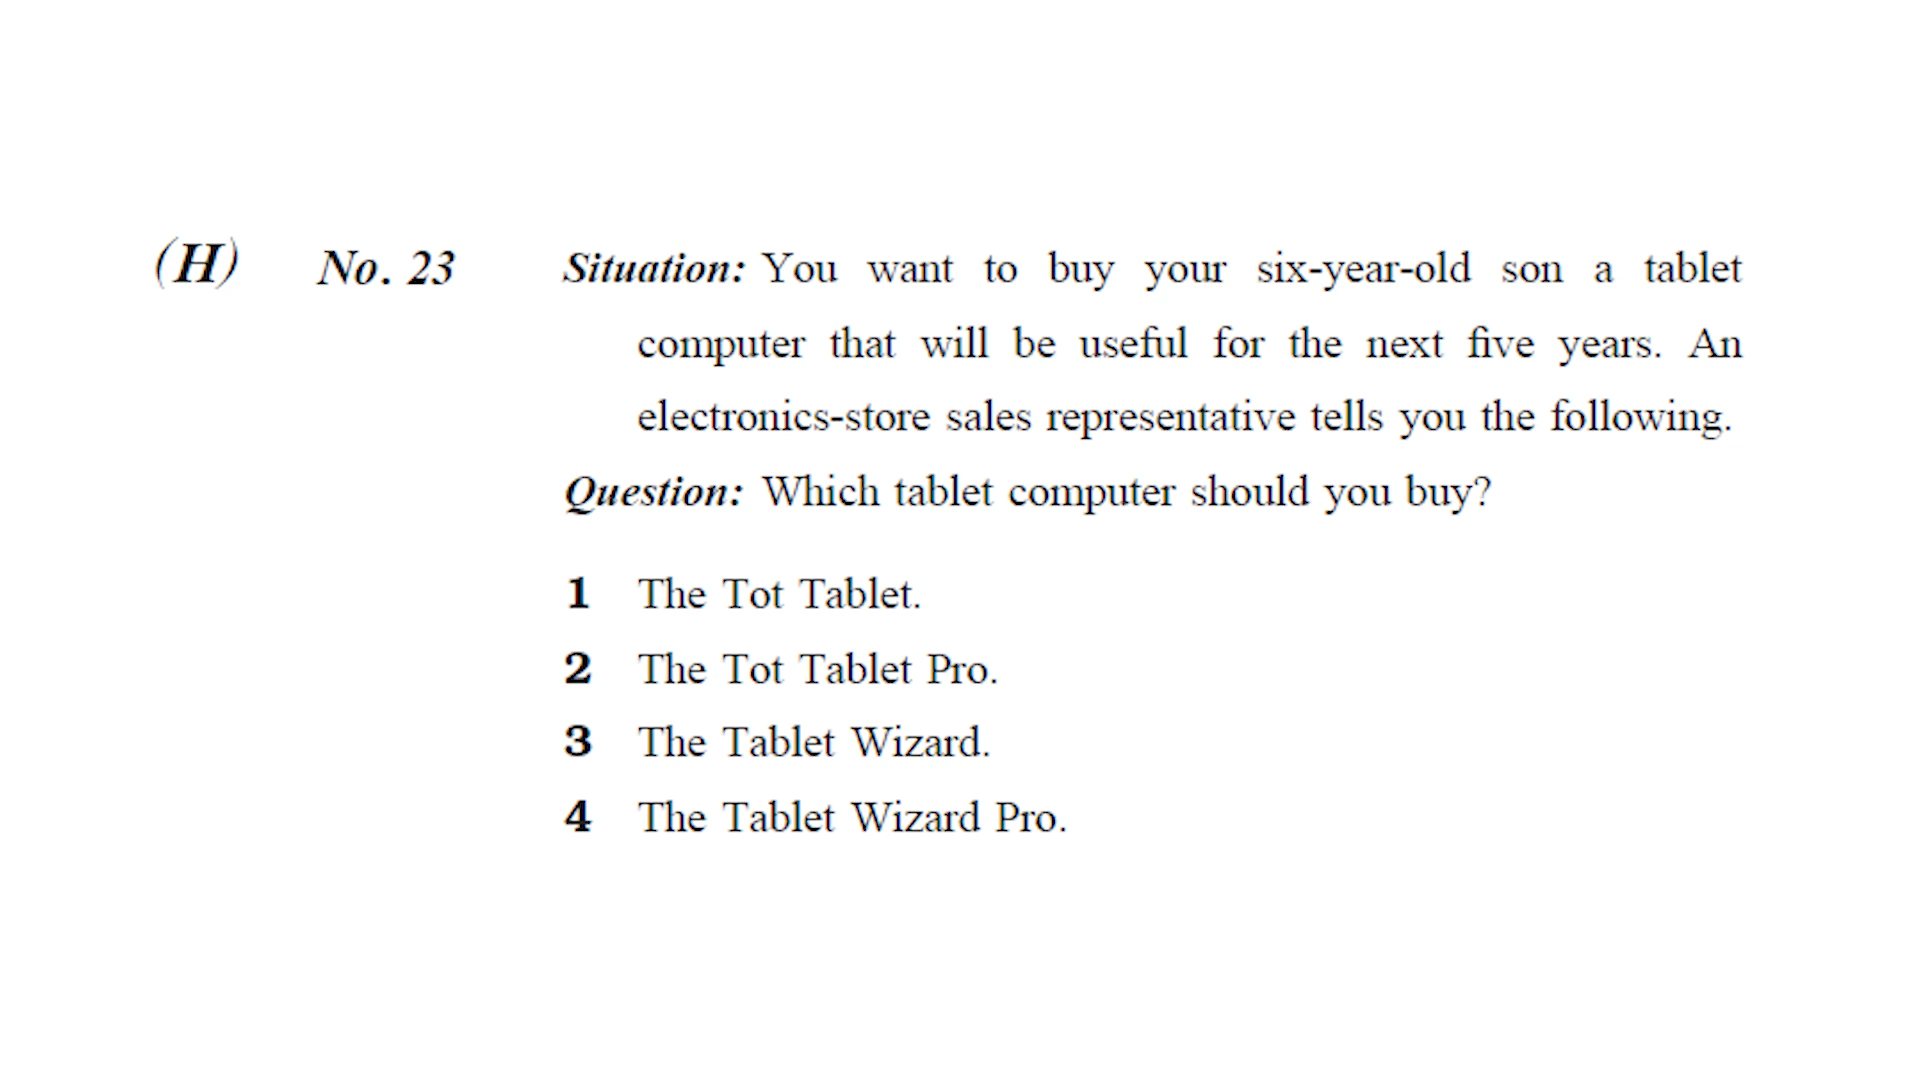 (H) No. 23 Situation: You want to buy your six-year-old son a tablet
computer that will be useful for the next five years. An
electronics-store sales representative tells you the following.
Question: Which tablet computer should you buy?
1 The Tot Tablet.
2 The Tot Tablet Pro.
3 The Tablet Wizard.
4 The Tablet Wizard Pro.